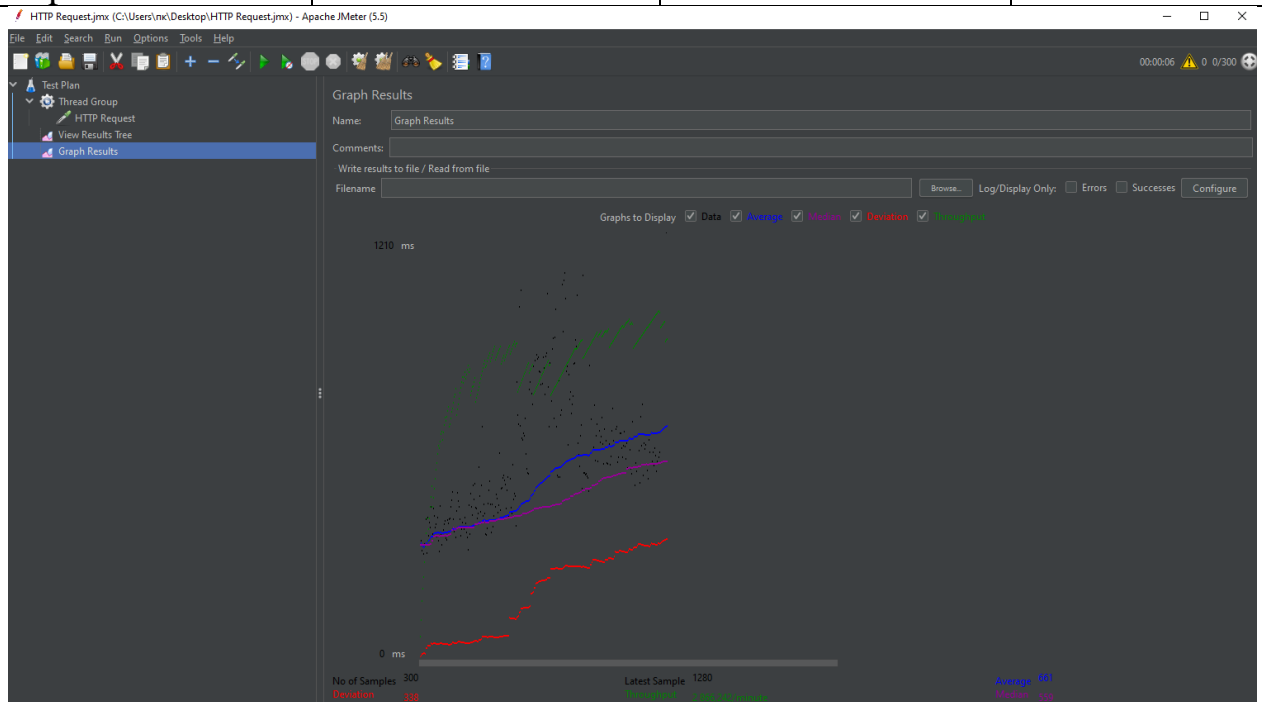 HTTP Request.jmx (C:\Users\пк\Desktop\HTTP Request.jmx) - Apache JMeter (5.5)
File Edit Search Run Options Tools Help
00:00:06 0 0/300
Test Plan
Thread Group
HTTP Request
View Results Tree
Graph Results
Graph Results
Name: Graph Results
Comments:
Write results to file / Read from file
Filename Browse... Log/Display Only: Errors Successes Configure
Graphs to Display Data Average Median Deviation Throughput
1210 ms
0 ms
No of Samples 300 Latest Sample 1280 Average 661
Deviation Throughput Median